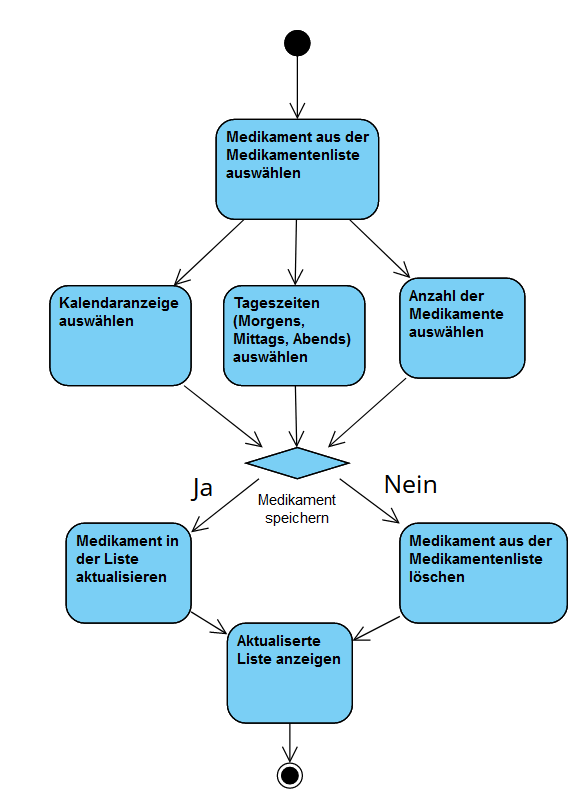 Medikament aus der
Medikamentenliste
auswählen
Kalendaranzeige
auswählen
Tageszeiten
(Morgens,
Mittags, Abends)
auswählen
Anzahl der
Medikamente
auswählen
Ja
Nein
Medikament
speichern
Medikament in
der Liste
aktualisieren
Medikament aus der
Medikamentenliste
löschen
Aktualiserte
Liste anzeigen